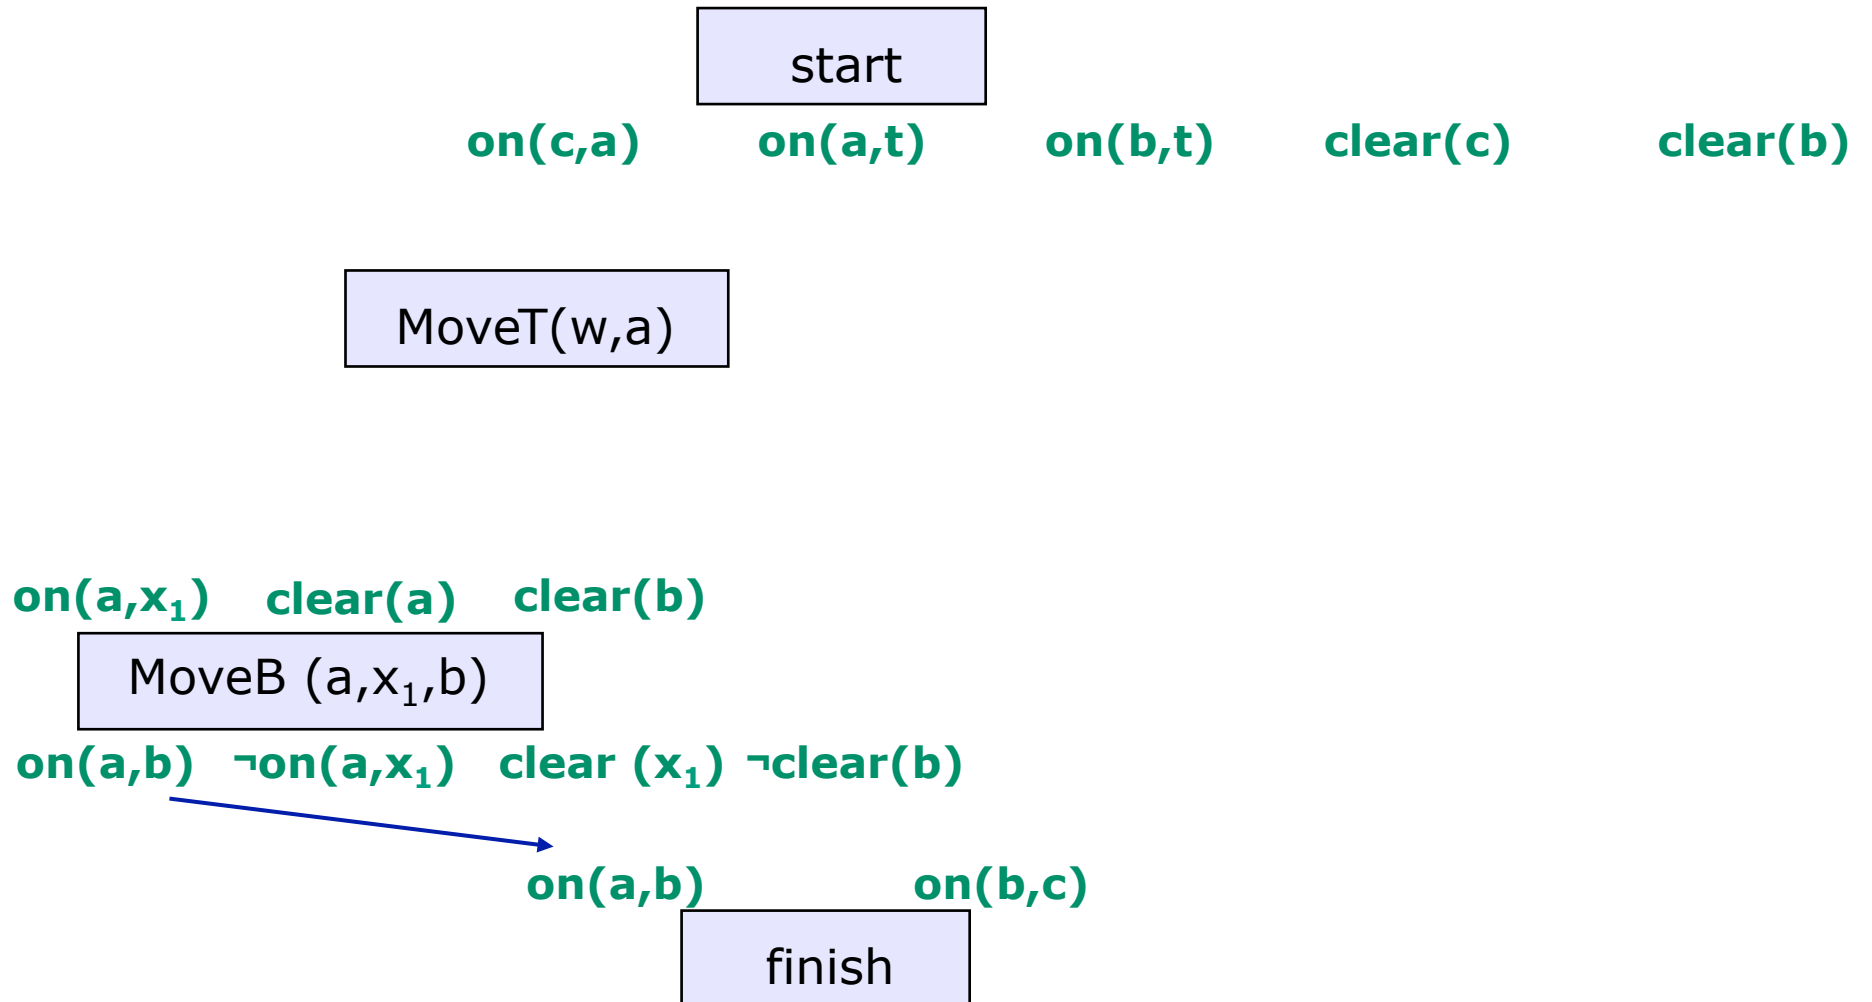 start
on(c,a) on(a,t) on(b,t) clear(c) clear(b)
MoveT(w,a)
on(a,x₁) clear(a) clear(b)
MoveB (a,x₁,b)
on(a,b) ¬on(a,x₁) clear (x₁) ¬clear(b)
on(a,b) on(b,c)
finish